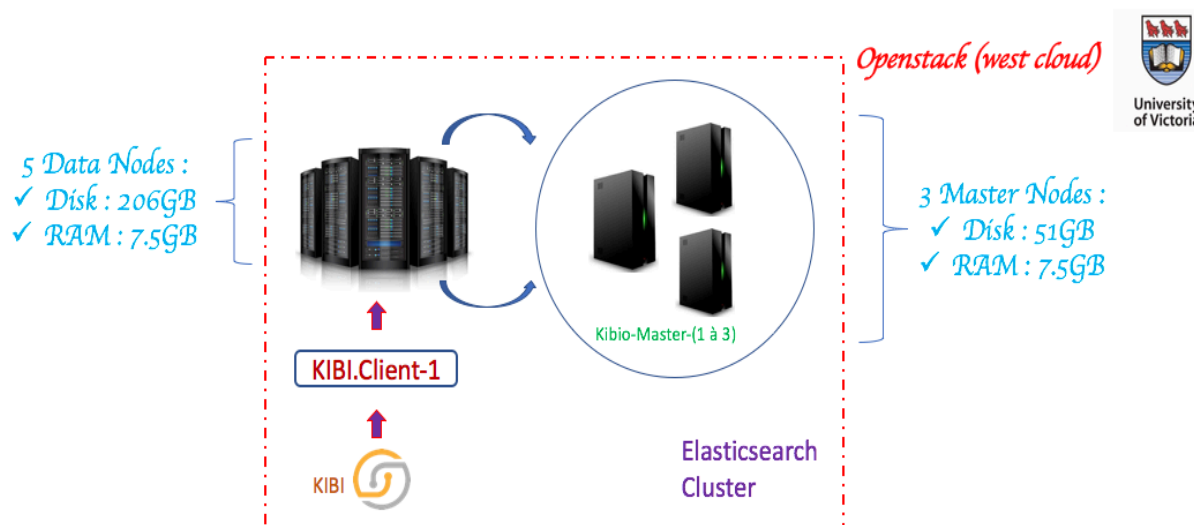 Openstack (west cloud)
University
of Victoria
5 Data Nodes :
✓ Disk : 206GB
✓ RAM : 7.5GB
3 Master Nodes :
✓ Disk : 51GB
✓ RAM : 7.5GB
Kibio-Master-(1 à 3)
KIBI.Client-1
Elasticsearch
Cluster
KIBI